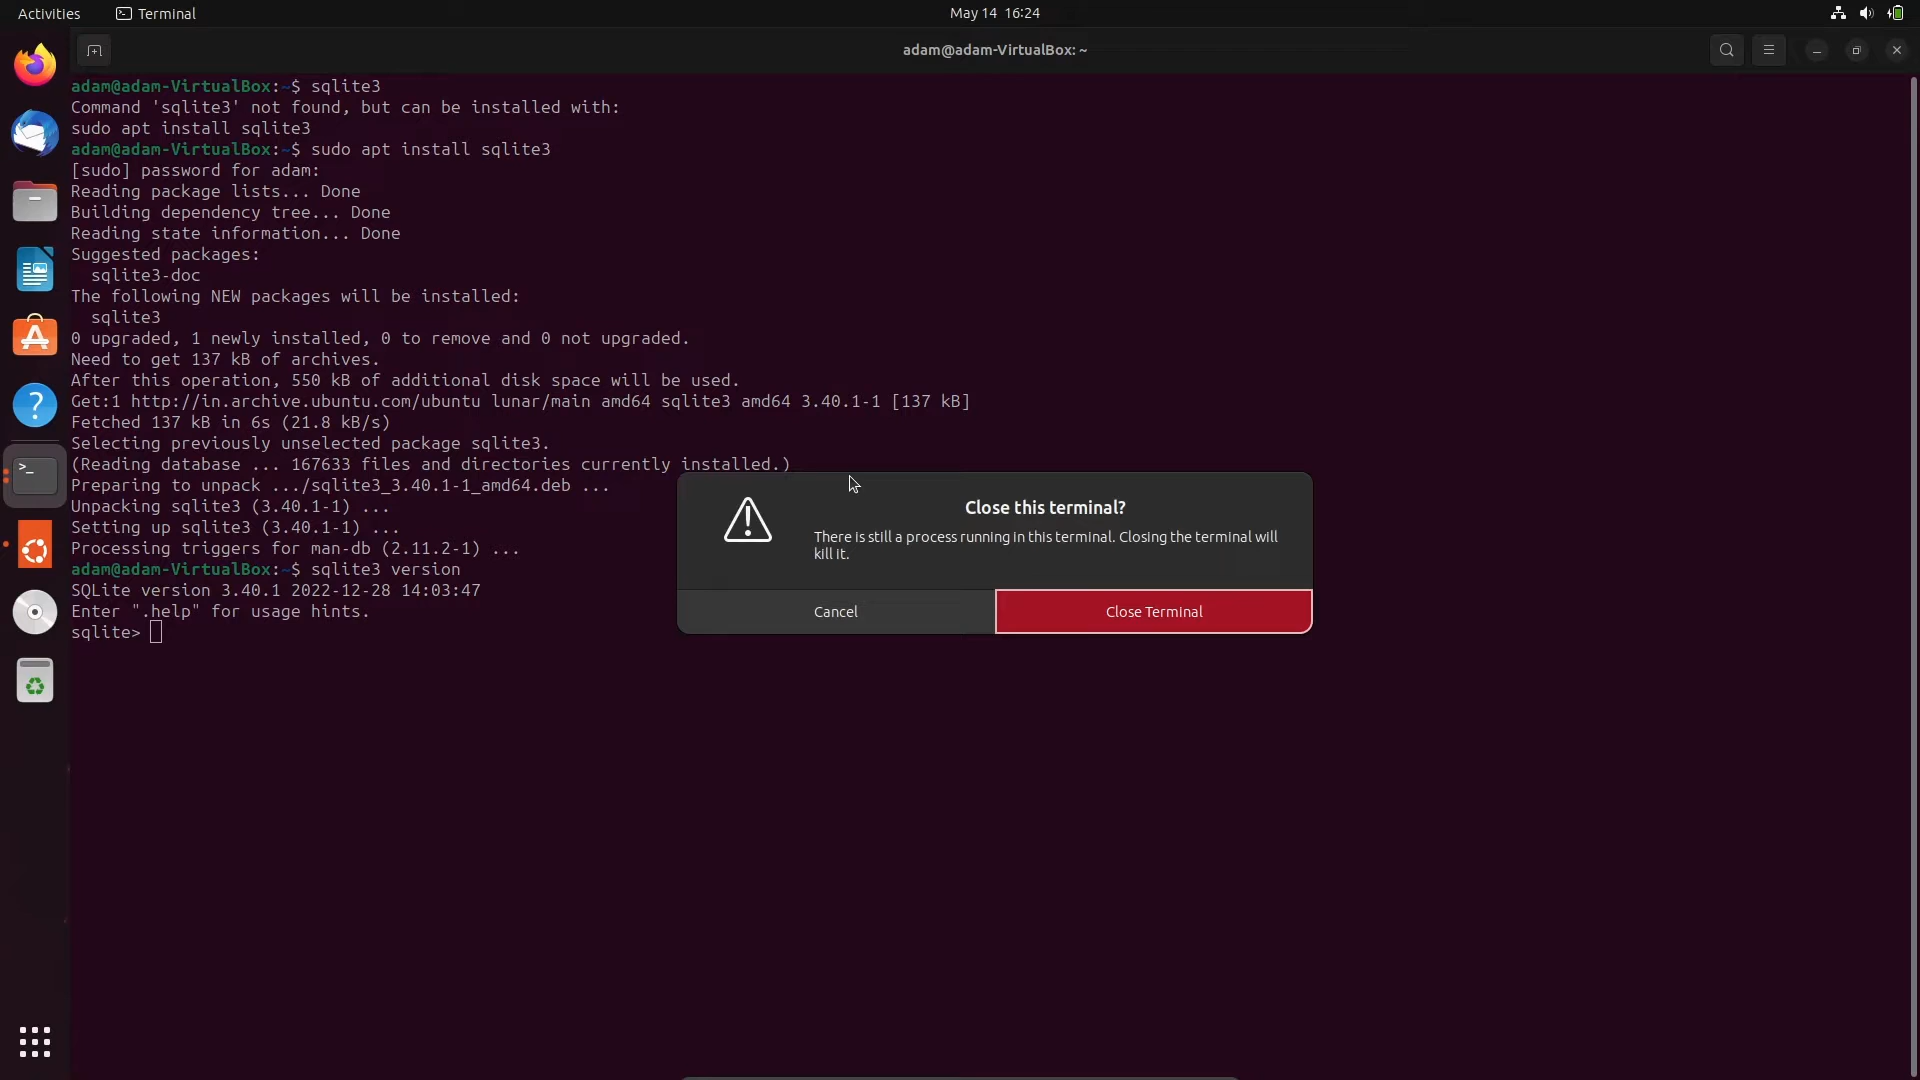 Activities
Terminal
May 14 16:24
adam@adam-VirtualBox: ~
adam@adam-VirtualBox:~$ sqlite3
Command 'sqlite3' not found, but can be installed with:
sudo apt install sqlite3
adam@adam-VirtualBox:~$ sudo apt install sqlite3
[sudo] password for adam:
Reading package lists... Done
Building dependency tree... Done
Reading state information... Done
Suggested packages:
  sqlite3-doc
The following NEW packages will be installed:
  sqlite3
0 upgraded, 1 newly installed, 0 to remove and 0 not upgraded.
Need to get 137 kB of archives.
After this operation, 550 kB of additional disk space will be used.
Get:1 http://in.archive.ubuntu.com/ubuntu lunar/main amd64 sqlite3 amd64 3.40.1-1 [137 kB]
Fetched 137 kB in 6s (21.8 kB/s)
Selecting previously unselected package sqlite3.
(Reading database ... 167633 files and directories currently installed.)
Preparing to unpack .../sqlite3_3.40.1-1_amd64.deb ...
Unpacking sqlite3 (3.40.1-1) ...
Setting up sqlite3 (3.40.1-1) ...
Processing triggers for man-db (2.11.2-1) ...
adam@adam-VirtualBox:~$ sqlite3 version
SQLite version 3.40.1 2022-12-28 14:03:47
Enter ".help" for usage hints.
sqlite>
Close this terminal?
There is still a process running in this terminal. Closing the terminal will
kill it.
Cancel
Close Terminal